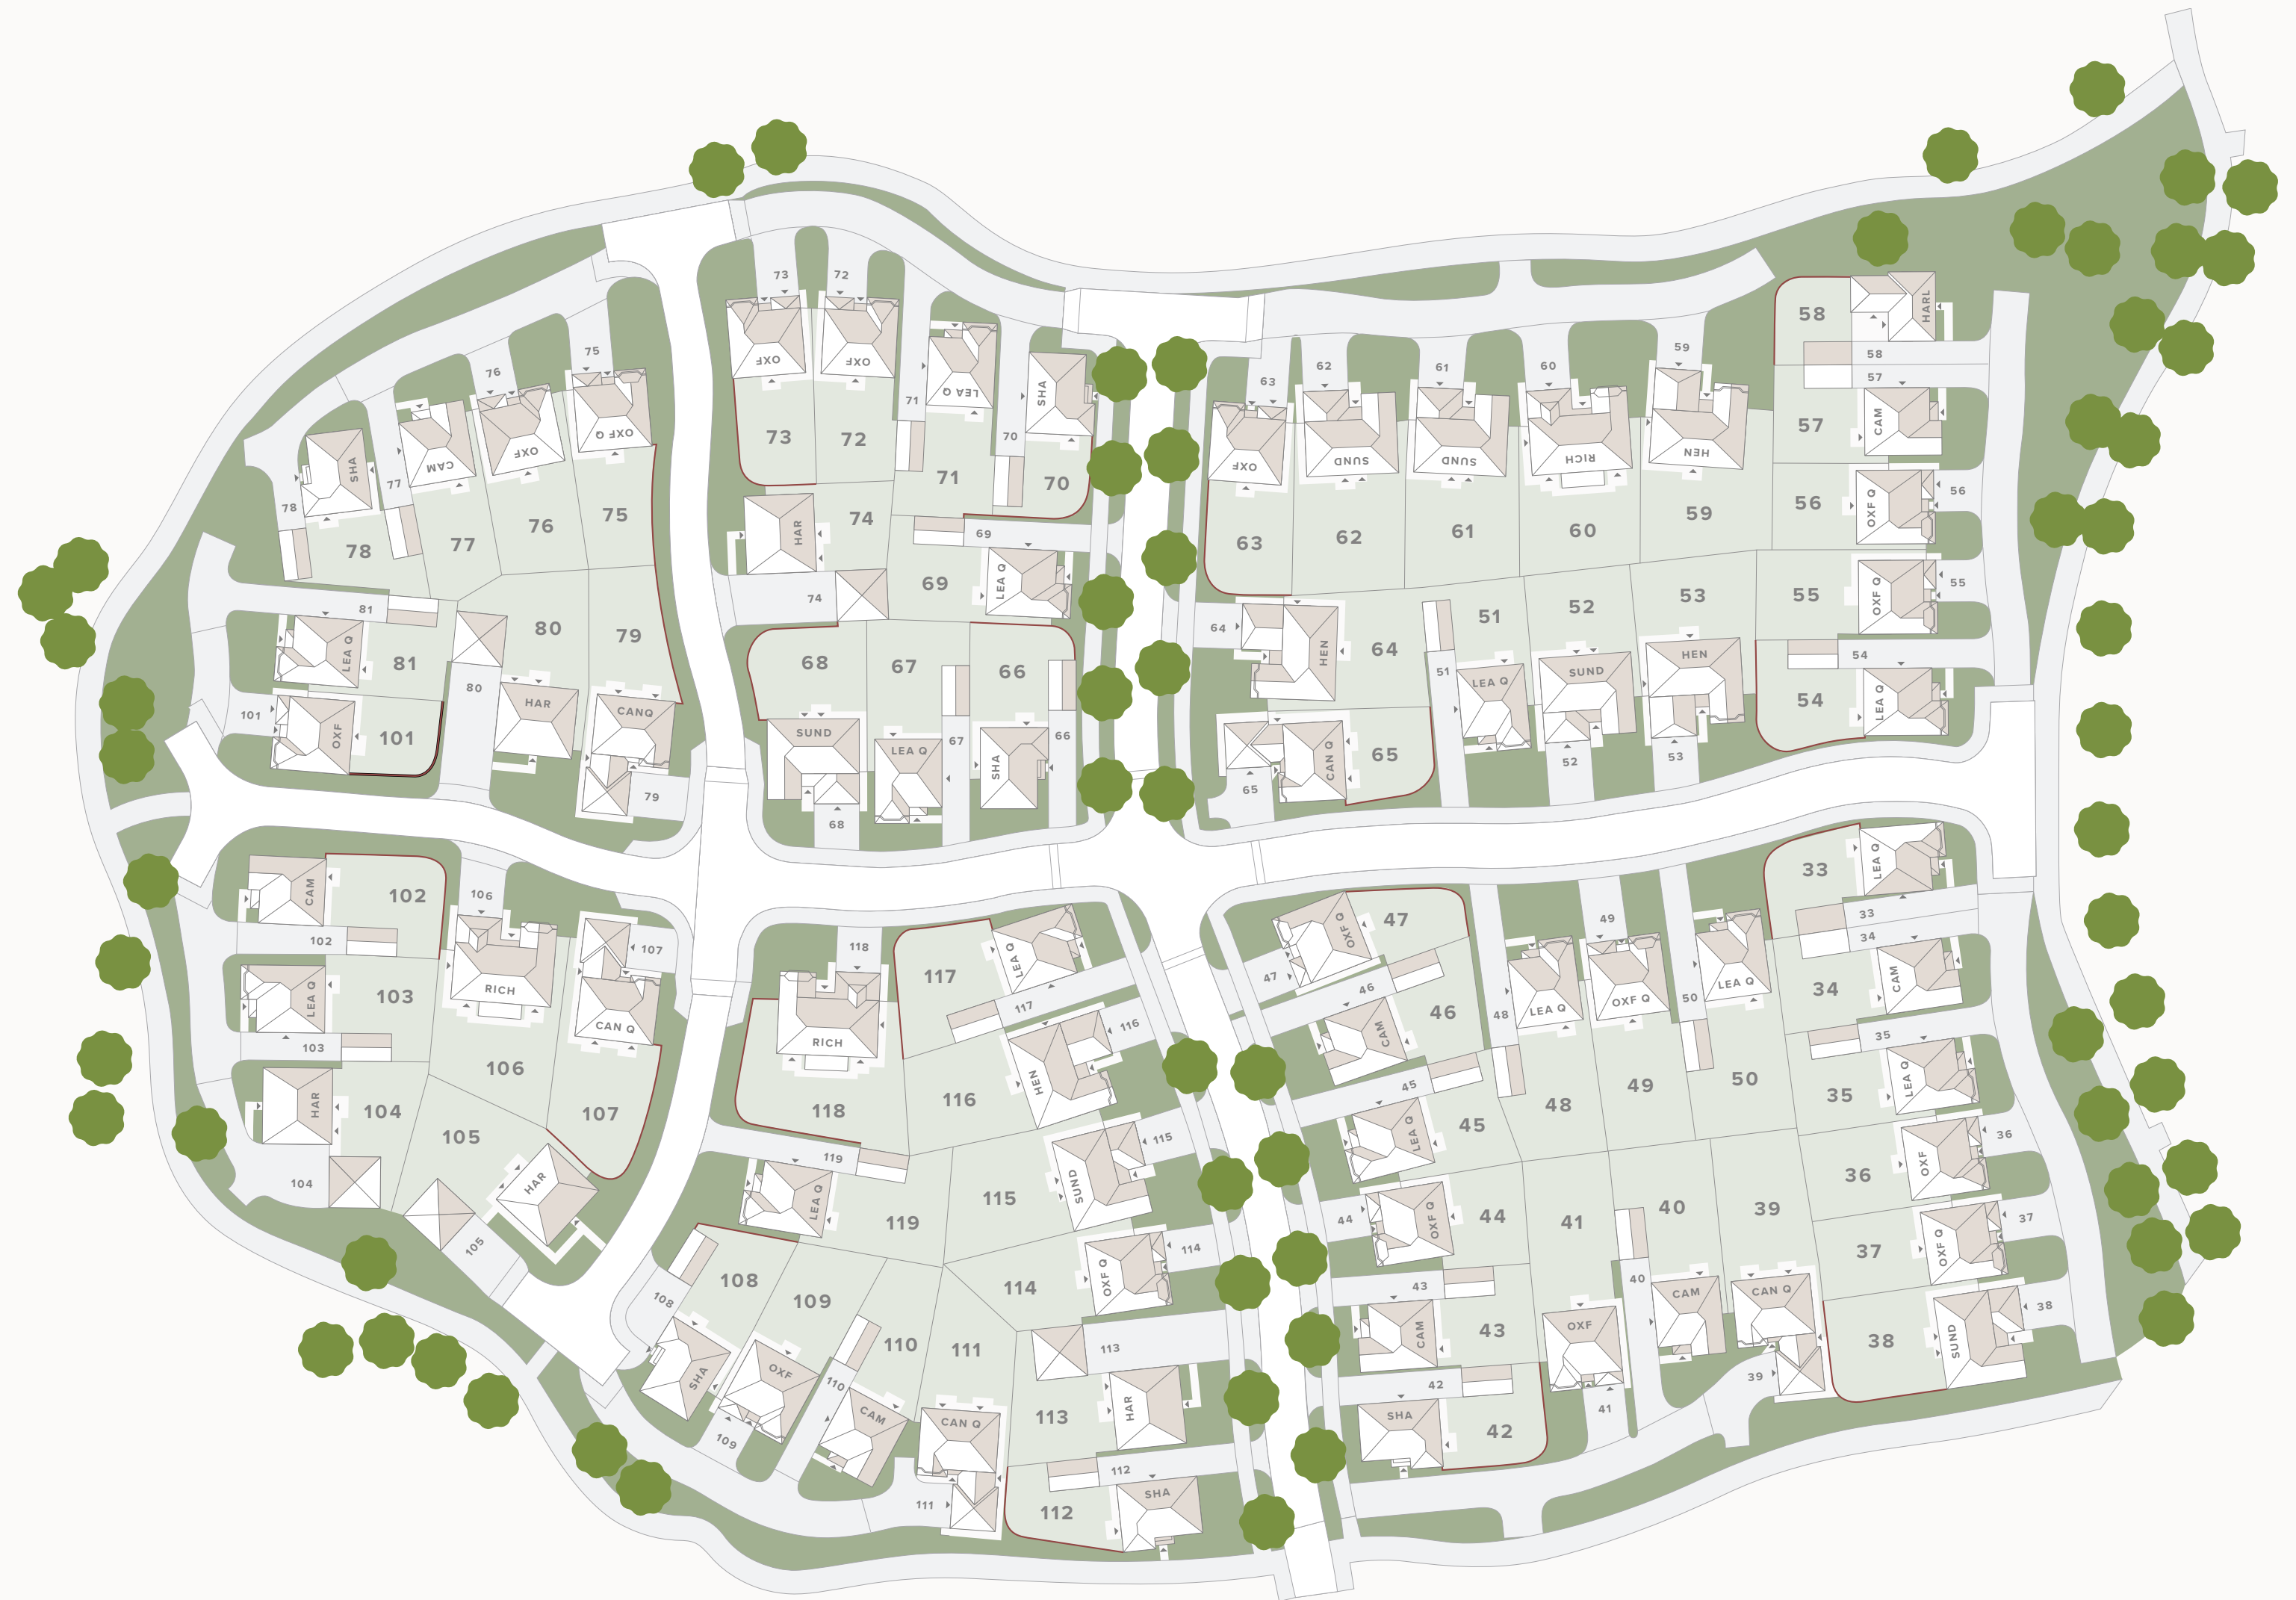 73
72
OXF
OXF
73
72
71
LEA Q
71
SHA
70
70
75
OXF Q
75
76
OXF
76
CAM
77
77
SHA
78
78
HAR
74
74
69
LEA Q
69
81
LEA Q
81
101
OXF
101
80
80
HAR
79
CANQ
79
68
SUND
68
67
LEA Q
67
66
SHA
66
63
OXF
63
62
SUND
62
61
SUND
61
60
RICH
60
59
HEN
59
58
HARL
58
57
57
CAM
56
OXF Q
56
55
OXF Q
55
54
54
LEA Q
64
HEN
64
65
CAN Q
65
51
51
LEA Q
52
SUND
52
53
HEN
53
CAM
102
102
LEA Q
103
103
HAR
104
104
105
HAR
105
106
RICH
106
107
CAN Q
107
118
RICH
118
117
LEA Q
117
116
HEN
116
115
SUND
115
114
OXF Q
114
119
LEA Q
119
108
108
SHA
109
OXF
109
110
110
CAM
111
CAN Q
111
113
HAR
113
112
SHA
112
OXF Q
47
47
46
CAM
46
45
LEA Q
45
44
OXF Q
44
43
CAM
43
42
SHA
42
48
LEA Q
48
49
OXF Q
49
50
LEA Q
50
33
LEA Q
33
34
CAM
34
35
LEA Q
35
36
OXF
36
37
OXF Q
37
38
SUND
38
41
OXF
41
40
40
CAM
39
CAN Q
39